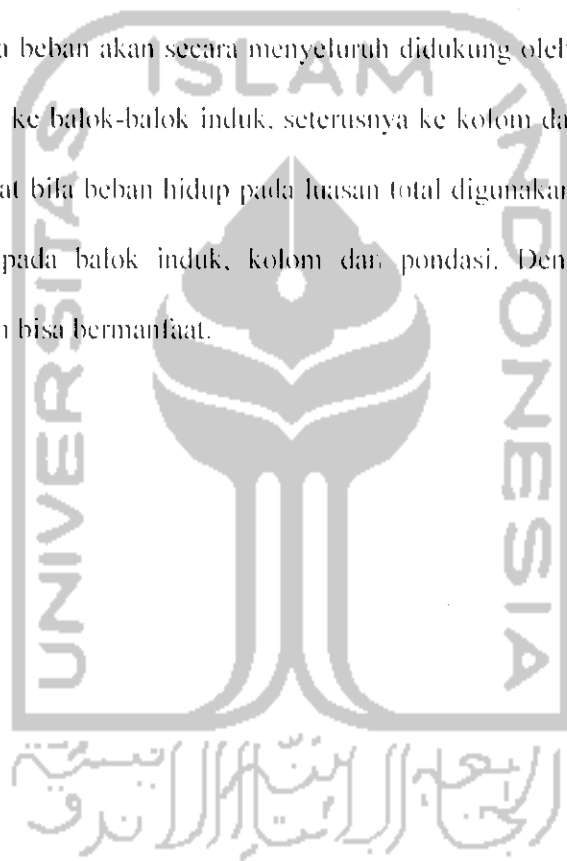 a beban akan secara menyeluruh didukung oleh
ke balok-balok induk, seterusnya ke kolom da
at bila beban hidup pada luasan total digunakan
pada balok induk, kolom dan pondasi. Den
n bisa bermanfaat.
ISLAM
UNIVERSITAS
INDONESIA